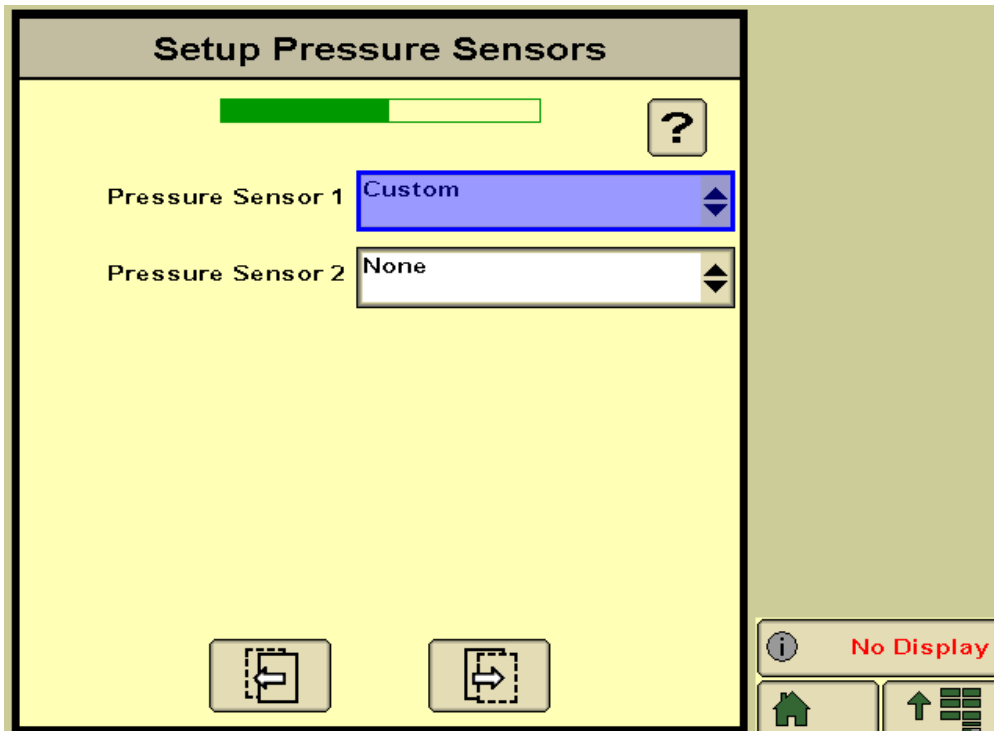 Setup Pressure Sensors
?
Pressure Sensor 1 Custom
Pressure Sensor 2 None
i No Display